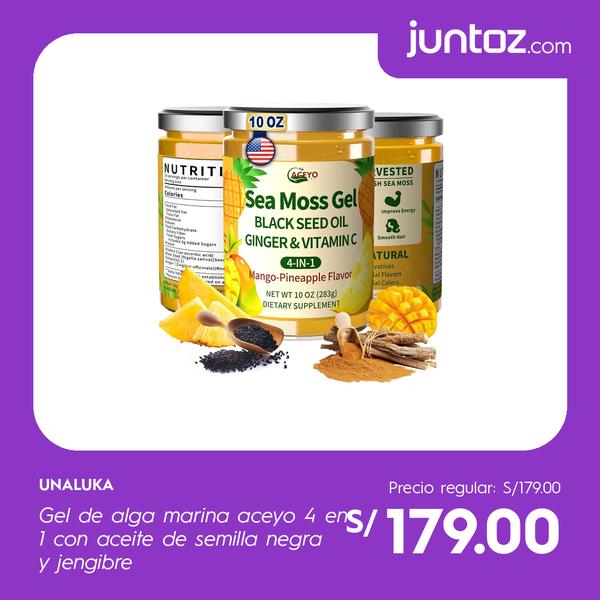 juntoz.com
10 OZ
ACEYO
Sea Moss Gel
BLACK SEED OIL
GINGER & VITAMIN C
4-IN-1
Mango-Pineapple Flavor
NET WT 10 OZ (283g)
DIETARY SUPPLEMENT
NUTRITI
Calories
Improve Energy
Smooth Hair
UNALUKA
Gel de alga marina aceyo 4 en
1 con aceite de semilla negra
y jengibre
Precio regular: S/179.00
S/ 179.00